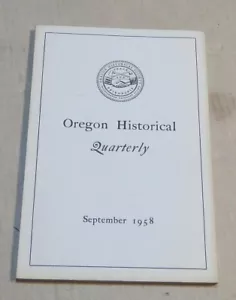 Oregon Historical
Quarterly
September 1958